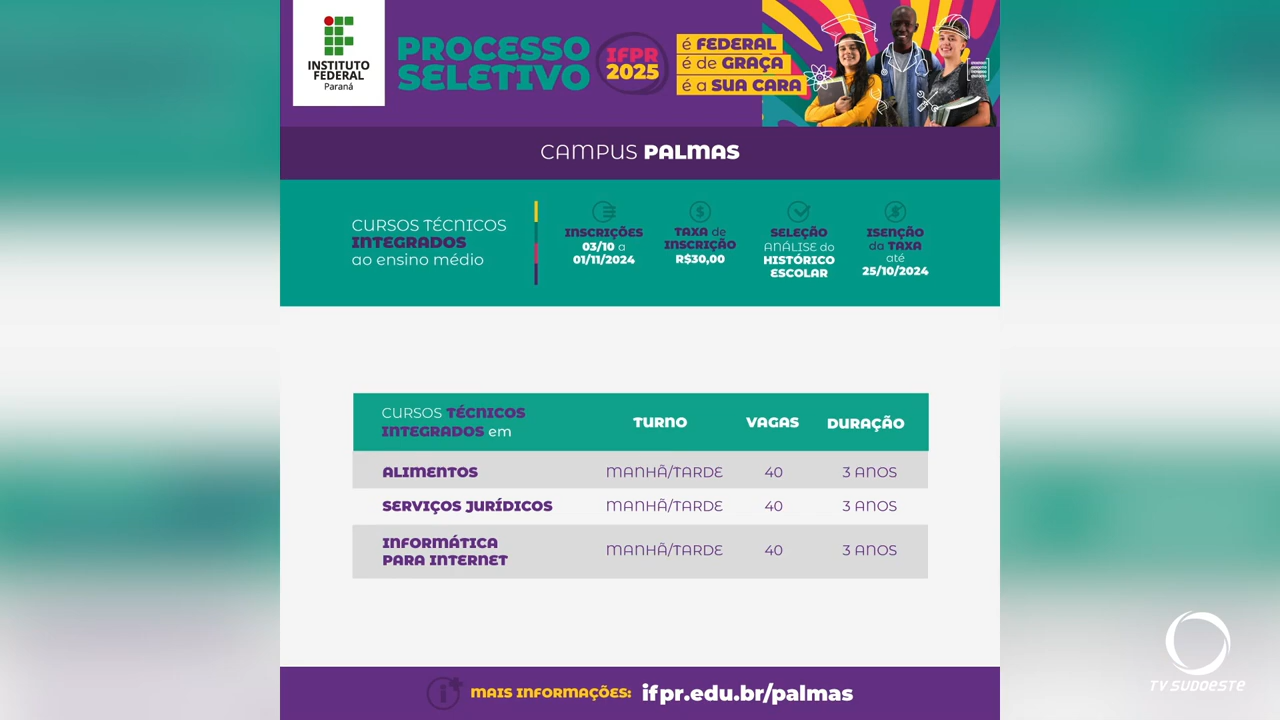 INSTITUTO
FEDERAL
Paraná
PROCESSO
SELETIVO
IFPR
2025
é FEDERAL
é de GRAÇA
é a SUA CARA
CAMPUS PALMAS
CURSOS TÉCNICOS
INTEGRADOS
ao ensino médio
INSCRIÇÕES
03/10 a
01/11/2024
TAXA de
INSCRIÇÃO
R$30,00
SELEÇÃO
ANÁLISE do
HISTÓRICO
ESCOLAR
ISENÇÃO
da TAXA
até
25/10/2024
CURSOS TÉCNICOS
INTEGRADOS em
TURNO VAGAS DURAÇÃO
ALIMENTOS MANHÃ/TARDE 40 3 ANOS
SERVIÇOS JURÍDICOS MANHÃ/TARDE 40 3 ANOS
INFORMÁTICA
PARA INTERNET MANHÃ/TARDE 40 3 ANOS
MAIS INFORMAÇÕES: ifpr.edu.br/palmas
TV SUDOESTE